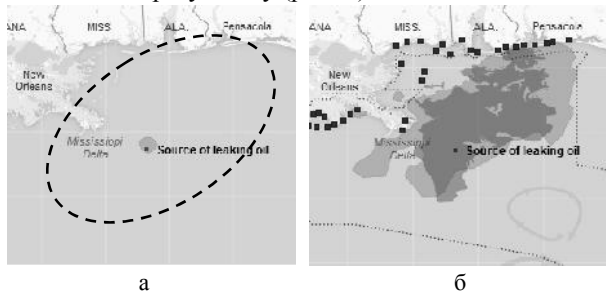 ANA
MISS.
ALA.
Pensacola
New
Orleans
Mississippi
Delta
Source of leaking oil
ANA
MISS.
ALA.
Pensacola
New
Orleans
Mississippi
Delta
Source of leaking oil
а
б